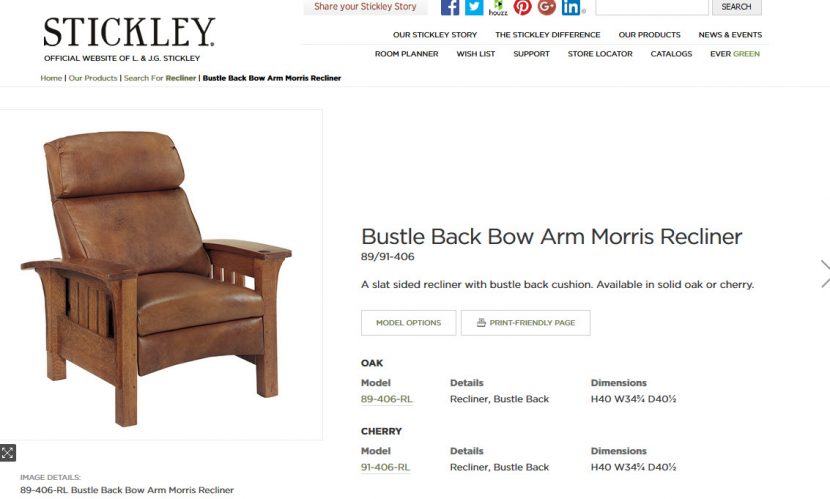 Share your Stickley Story
houzz
SEARCH
STICKLEY.
OFFICIAL WEBSITE OF L. & J.G. STICKLEY
OUR STICKLEY STORY THE STICKLEY DIFFERENCE OUR PRODUCTS NEWS & EVENTS
ROOM PLANNER WISH LIST SUPPORT STORE LOCATOR CATALOGS EVER GREEN
Home | Our Products | Search For Recliner | Bustle Back Bow Arm Morris Recliner
Bustle Back Bow Arm Morris Recliner
89/91-406
A slat sided recliner with bustle back cushion. Available in solid oak or cherry.
MODEL OPTIONS PRINT-FRIENDLY PAGE
OAK
Model Details Dimensions
89-406-RL Recliner, Bustle Back H40 W34¾ D40½
CHERRY
Model Details Dimensions
91-406-RL Recliner, Bustle Back H40 W34¾ D40½
IMAGE DETAILS:
89-406-RL Bustle Back Bow Arm Morris Recliner